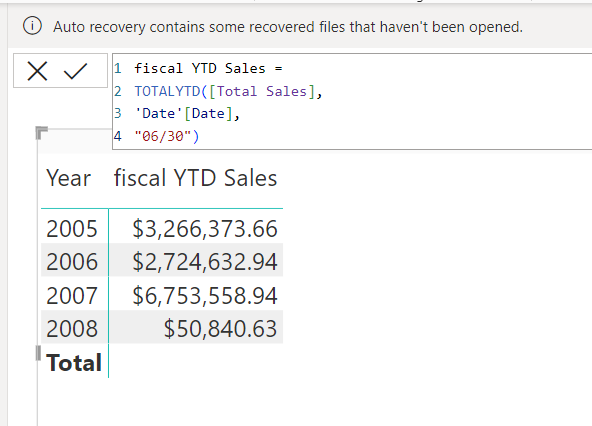 Auto recovery contains some recovered files that haven't been opened.
1 fiscal YTD Sales =
2 TOTALYTD([Total Sales],
3 'Date'[Date],
4 "06/30")
Year fiscal YTD Sales
2005 $3,266,373.66
2006 $2,724,632.94
2007 $6,753,558.94
2008 $50,840.63
Total